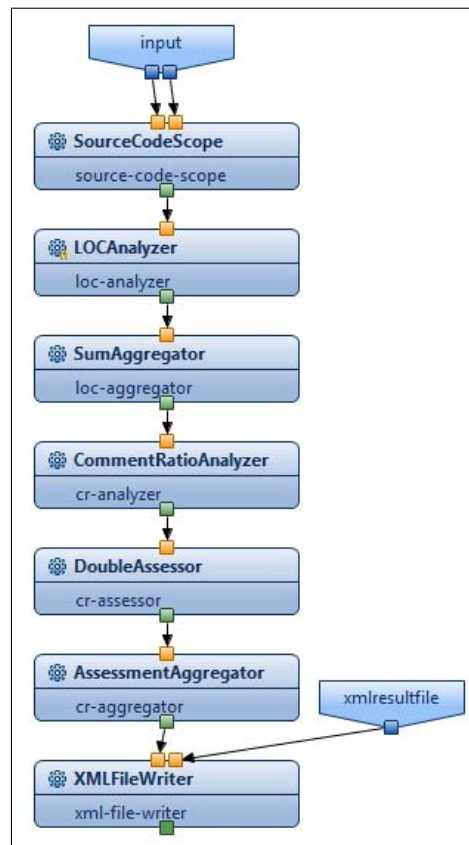 input
SourceCodeScope
source-code-scope
LOCAnalyzer
loc-analyzer
SumAggregator
loc-aggregator
CommentRatioAnalyzer
cr-analyzer
DoubleAssessor
cr-assessor
AssessmentAggregator
cr-aggregator
xmlresultfile
XMLFileWriter
xml-file-writer